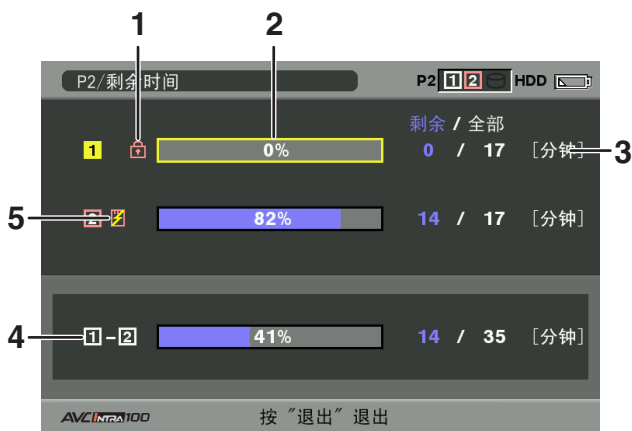 1 2
P2/剩余时间 P2 1 2 HDD
剩余 / 全部
1 0% 0 / 17 [分钟] 3
5 2 82% 14 / 17 [分钟]
4 1-2 41% 14 / 35 [分钟]
AVC INTRA 100 按 "退出" 退出